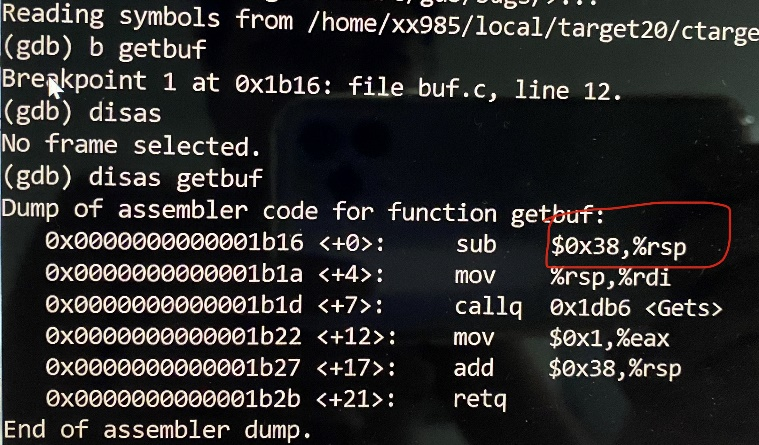 Reading symbols from /home/xx985/local/target20/ctarge
(gdb) b getbuf
Breakpoint 1 at 0x1b16: file buf.c, line 12.
(gdb) disas
No frame selected.
(gdb) disas getbuf
Dump of assembler code for function getbuf:
0x0000000000001b16 <+0>: sub $0x38,%rsp
0x0000000000001b1a <+4>: mov %rsp,%rdi
0x0000000000001b1d <+7>: callq 0x1db6 <Gets>
0x0000000000001b22 <+12>: mov $0x1,%eax
0x0000000000001b27 <+17>: add $0x38,%rsp
0x0000000000001b2b <+21>: retq
End of assembler dump.